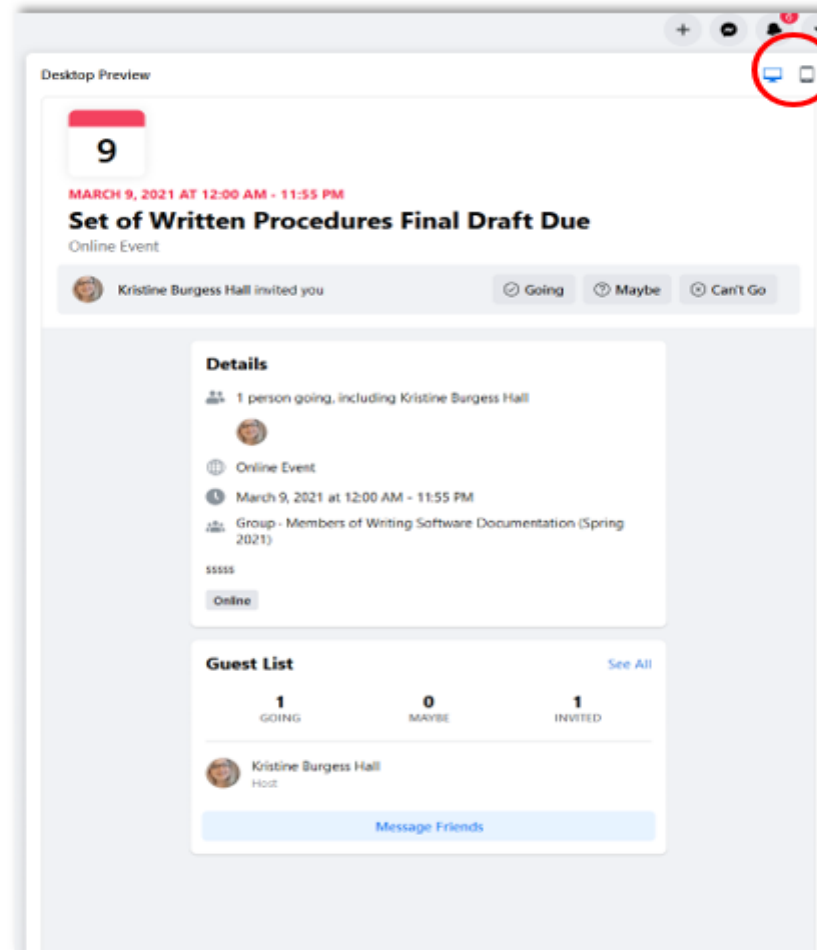 6
Desktop Preview
9
MARCH 9, 2021 AT 12:00 AM - 11:55 PM
Set of Written Procedures Final Draft Due
Online Event
Kristine Burgess Hall invited you Going Maybe Can't Go
Details
1 person going, including Kristine Burgess Hall
Online Event
March 9, 2021 at 12:00 AM - 11:55 PM
Group - Members of Writing Software Documentation (Spring
2021)
sssss
Online
Guest List See All
1 0 1
GOING MAYBE INVITED
Kristine Burgess Hall
Host
Message Friends